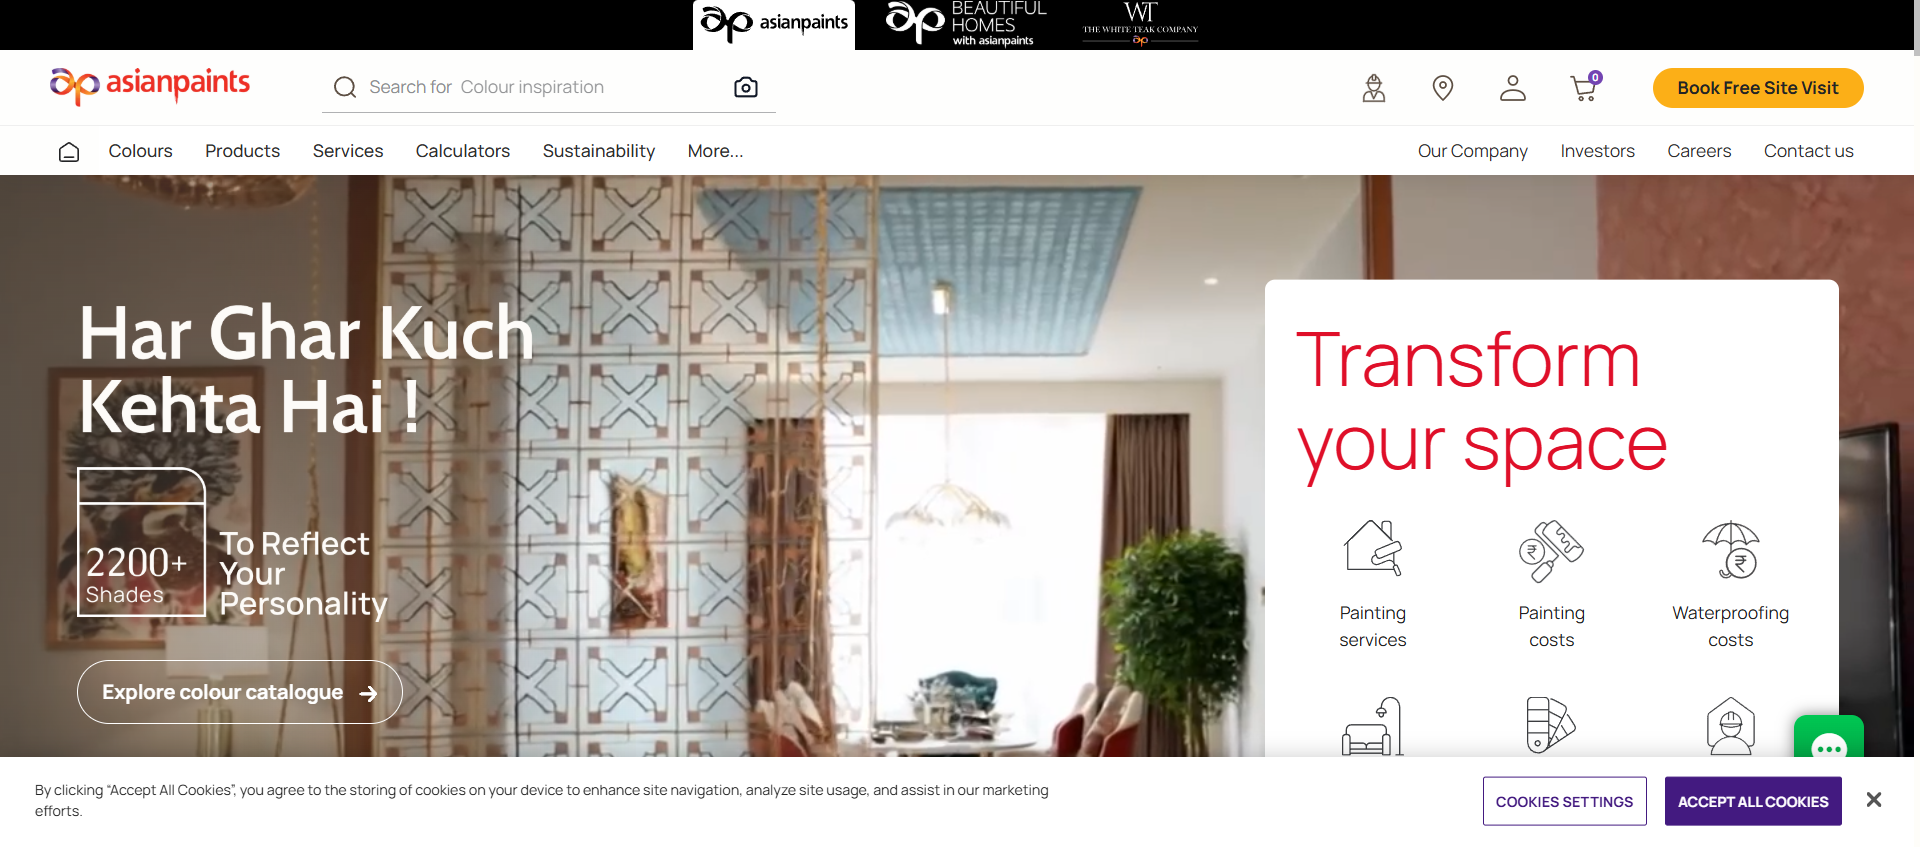 asianpaints
BEAUTIFUL
HOMES
with asianpaints
WT
THE WHITE TEAK COMPANY
asianpaints
Search for Colour inspiration
0
Book Free Site Visit
Colours Products Services Calculators Sustainability More...
Our Company Investors Careers Contact us
Har Ghar Kuch
Kehta Hai !
2200+
Shades
To Reflect
Your
Personality
Explore colour catalogue
Transform
your space
Painting
services
₹
Painting
costs
₹
Waterproofing
costs
By clicking “Accept All Cookies”, you agree to the storing of cookies on your device to enhance site navigation, analyze site usage, and assist in our marketing
efforts.
COOKIES SETTINGS
ACCEPT ALL COOKIES